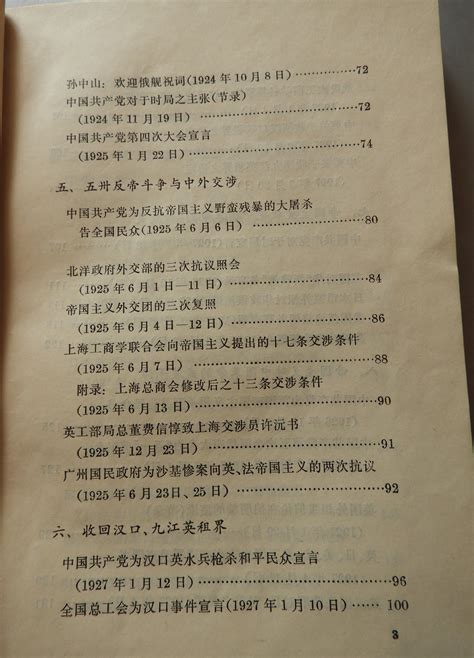 孙中山：欢迎俄舰祝词(1924年10月8日)……………72
中国共产党对于时局之主张(节录)
(1924年11月19日)……………………………72
中国共产党第四次大会宣言
(1925年1月22日)………………………………74
五、五卅反帝斗争与中外交涉
中国共产党为反抗帝国主义野蛮残暴的大屠杀
告全国民众(1925年6月6日)…………………80
北洋政府外交部的三次抗议照会
(1925年6月1日—11日)………………………84
帝国主义外交团的三次复照
(1925年6月4日—12日)………………………86
上海工商学联合会向帝国主义提出的十七条交涉条件
(1925年6月7日)………………………………88
附录：上海总商会修改后之十三条交涉条件
(1925年6月13日)………………………………90
英工部局总董费信惇致上海交涉员许沅书
(1925年12月23日)……………………………91
广州国民政府为沙基惨案向英、法帝国主义的两次抗议
(1925年6月23日、25日)………………………92
六、收回汉口、九江英租界
中国共产党为汉口英水兵枪杀和平民众宣言
(1927年1月12日)………………………………96
全国总工会为汉口事件宣言(1927年1月10日)……100
3